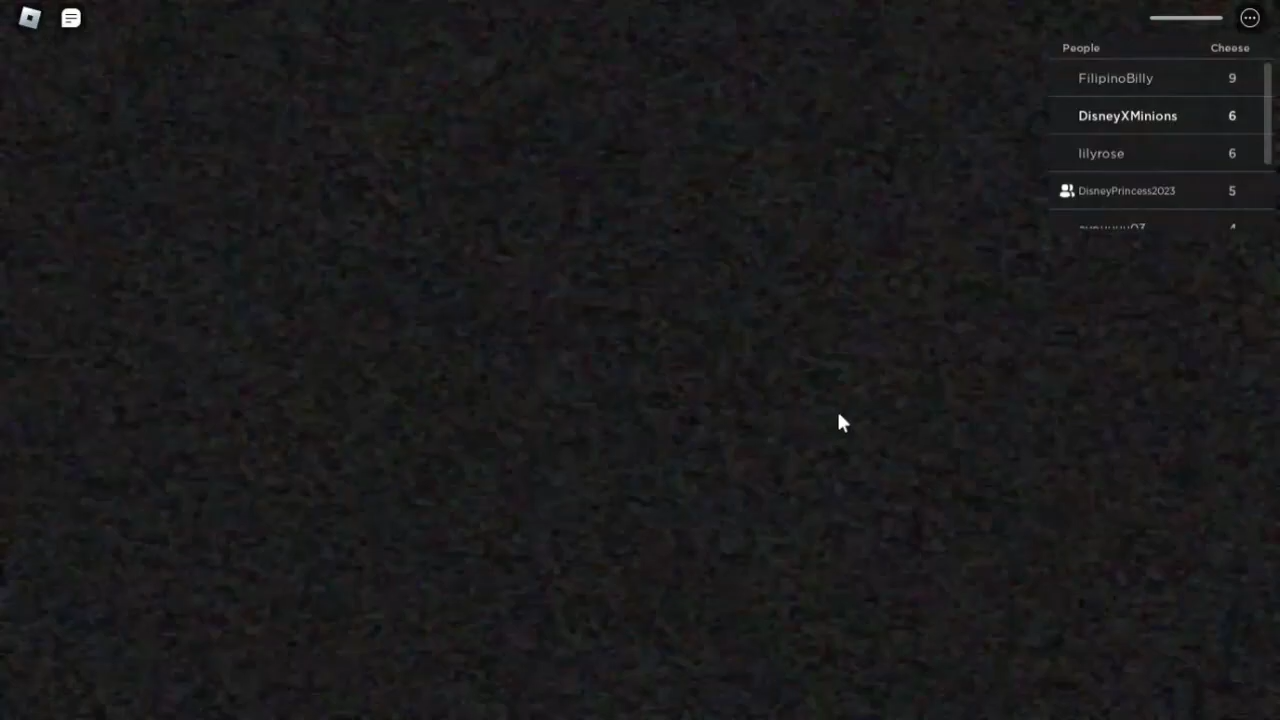 People Cheese
FilipinoBilly 9
DisneyXMinions 6
lilyrose 6
DisneyPrincess2023 5